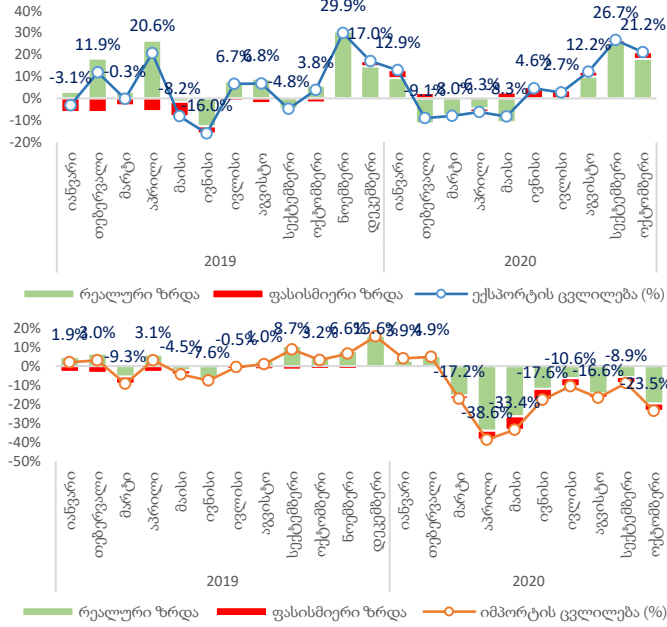 40%
30%
20%
10%
0%
-10%
-20%
-3.1% 11.9% -0.3% 20.6% -8.2% -16.0% 6.7% 6.8% -4.8% 3.8% 29.9% 17.0% 12.9% -9.1% -8.0% -6.3% -8.3% 4.6% 2.7% 12.2% 26.7% 21.2%
იანვარი თებერვალი მარტი აპრილი მაისი ივნისი ივლისი აგვისტო სექტემბერი ოქტომბერი ნოემბერი დეკემბერი იანვარი თებერვალო მარტი აპრილი მაისი ივნისი ივლისი აგვისტო სექტემბერი ოქტომბერი
2019 2020
რეალური ზრდა ფასისმიერი ზრდა ექსპორტის ცვლილება (%)
20%
10%
0%
-10%
-20%
-30%
-40%
-50%
1.9% 3.0% -9.3% 3.1% -4.5% -7.6% -0.5% 1.0% 8.7% 3.2% 6.6% 15.6% 4.9% -17.2% -38.6% -33.4% -17.6% -10.6% -16.6% -8.9% -23.5%
იანვარი თებერვალო მარტი აპრილი მაისი ივნისი ივლისი აგვისტო სექტემბერი ოქტომბერი ნოემბერი დეკემბერი იანვარი თებერვალო მარტი აპრილი მაისი ივნისი ივლისი აგვისტო სექტემბერი ოქტომბერი
2019 2020
რეალური ზრდა ფასისმიერი ზრდა იმპორტის ცვლილება (%)